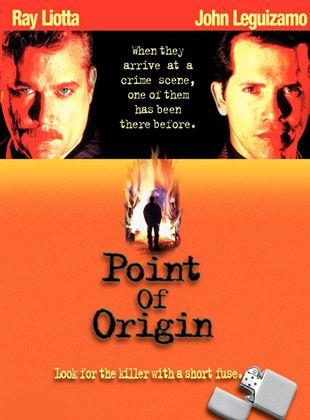 Ray Liotta John Leguizamo
When they
arrive at a
crime scene,
one of them
has been
there before.
Point
Of
Origin
Look for the killer with a short fuse.